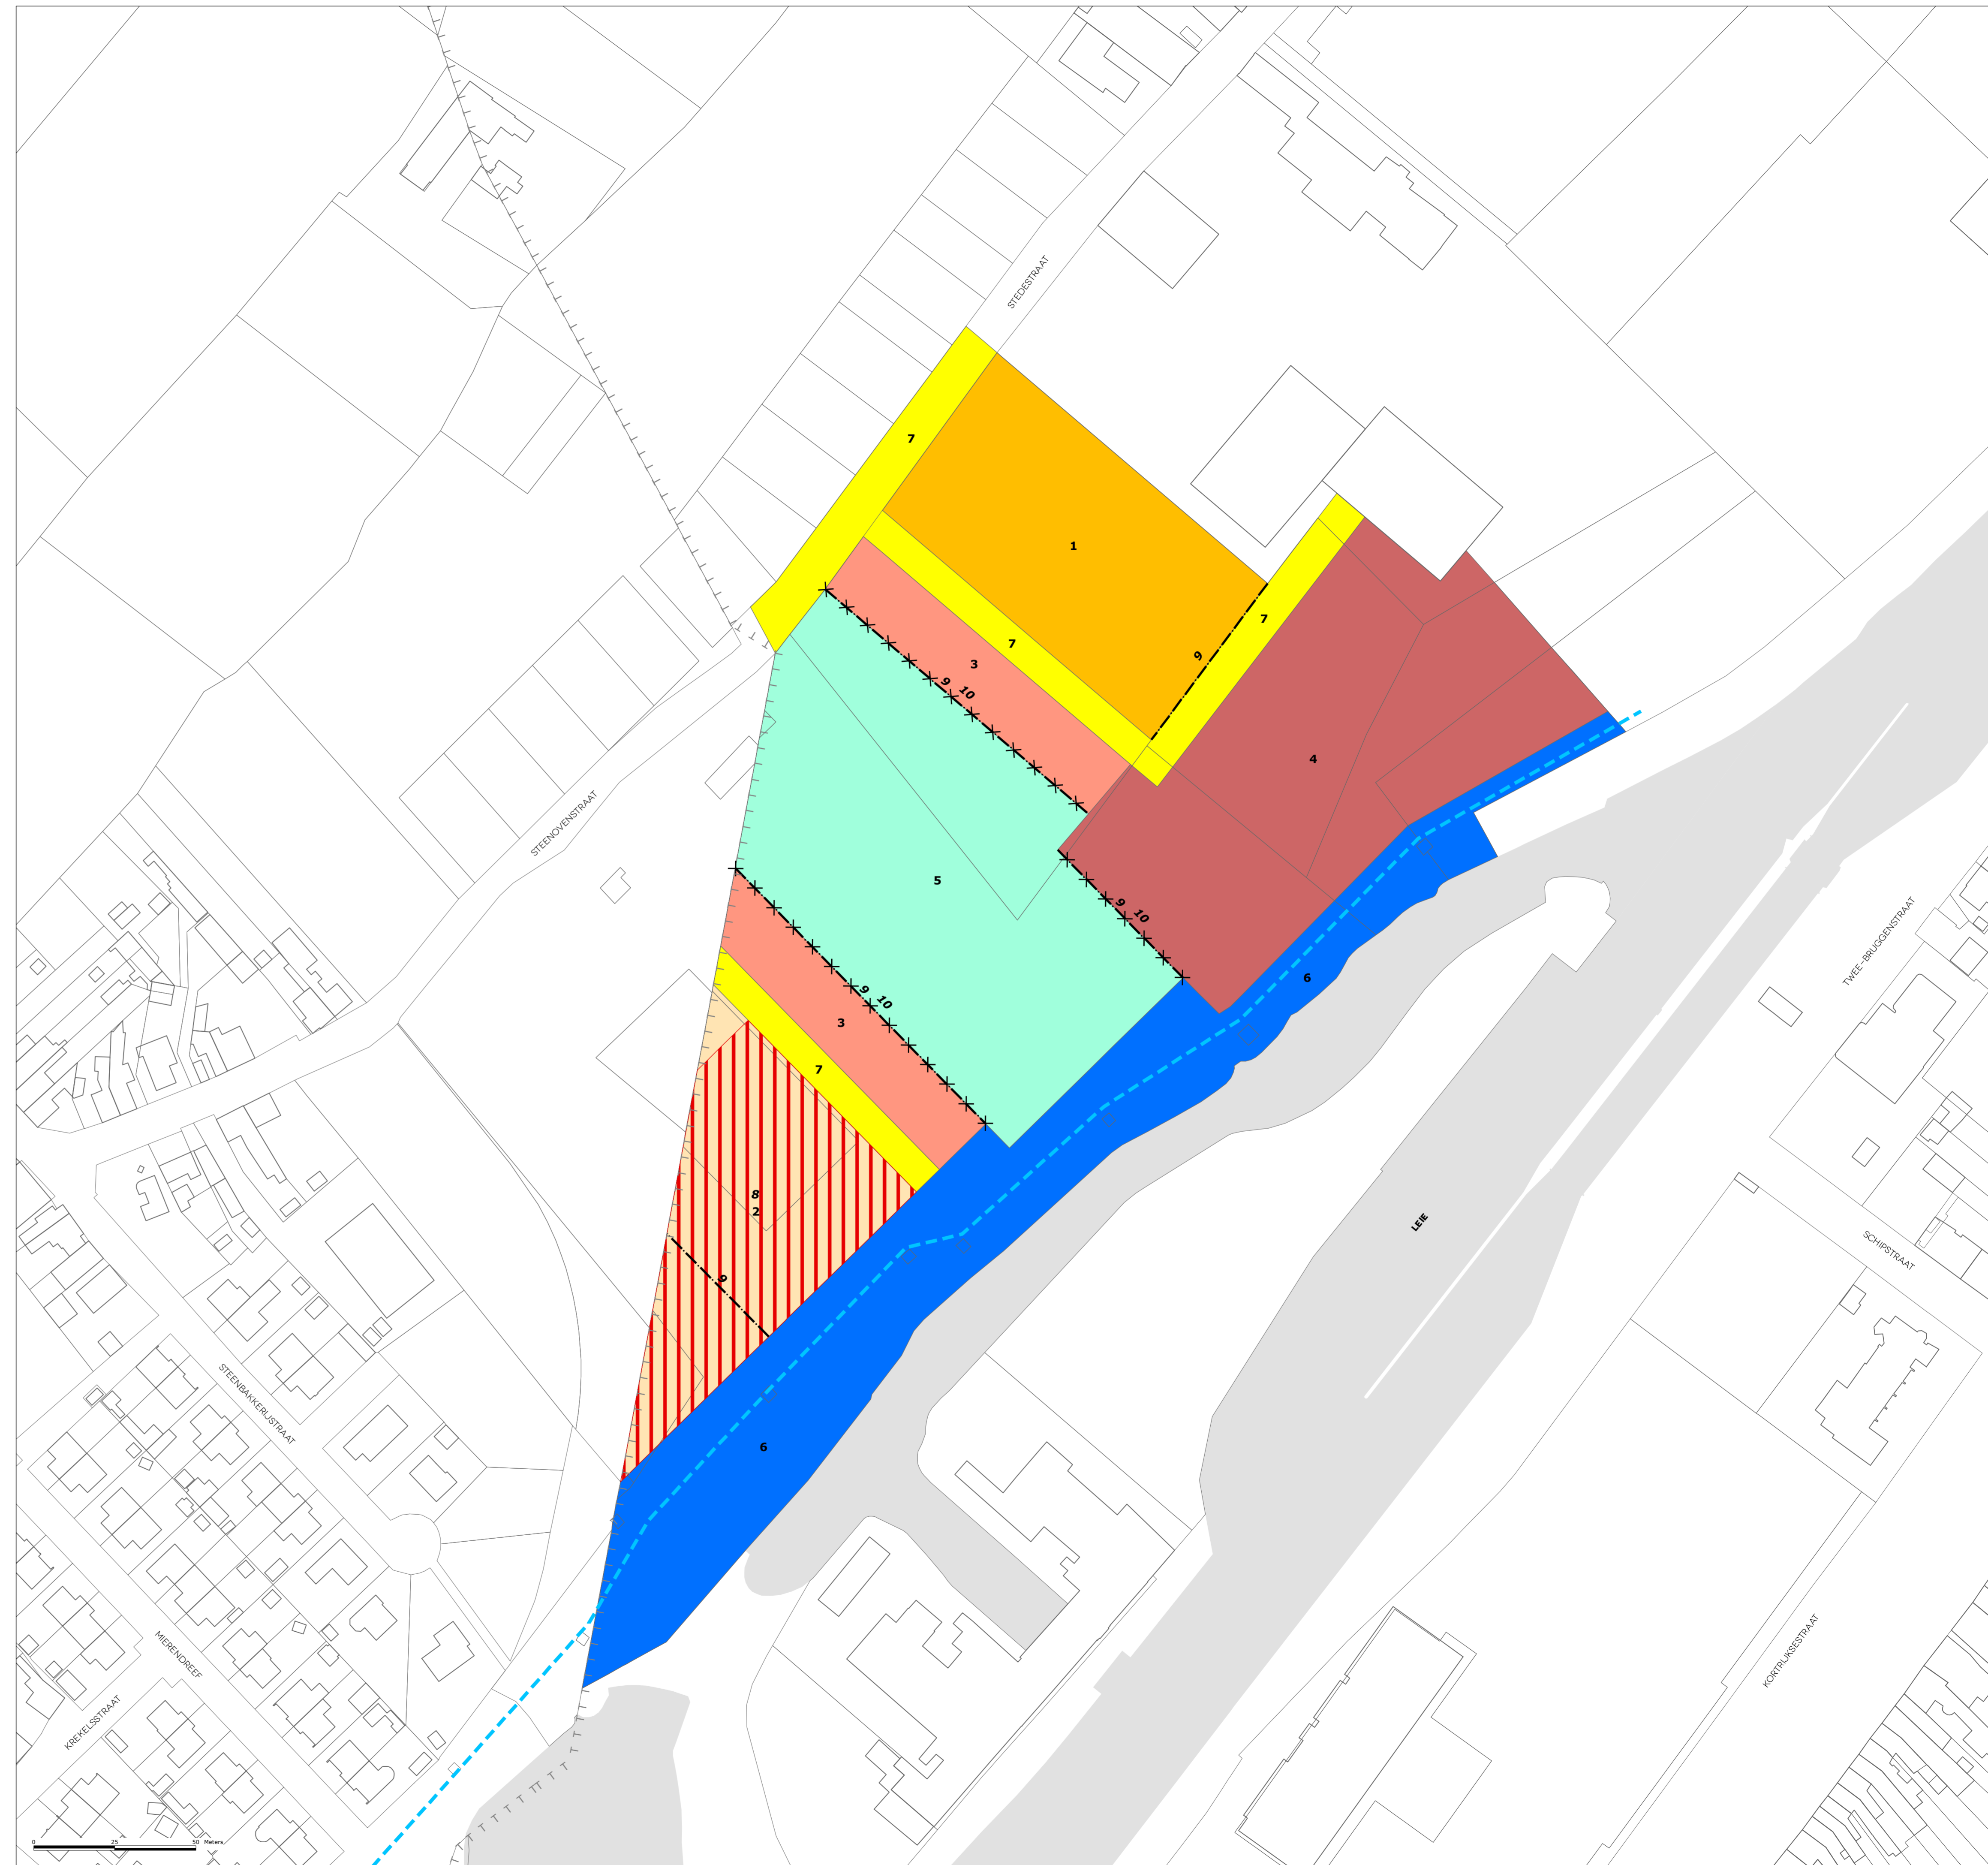 STEDESTRAAT
7
1
7
7
3
9
9 10
4
STEENOVENSTRAAT
5
9 10
TWEE-BRUGGENSTRAAT
6
9 10
3
7
8
2
LEIE
SCHIPSTRAAT
9
STEENBAKKERIJSTRAAT
6
MIERENDREEF
KORTRIJKSESTRAAT
KREKELSSTRAAT
0 25 50 Meters